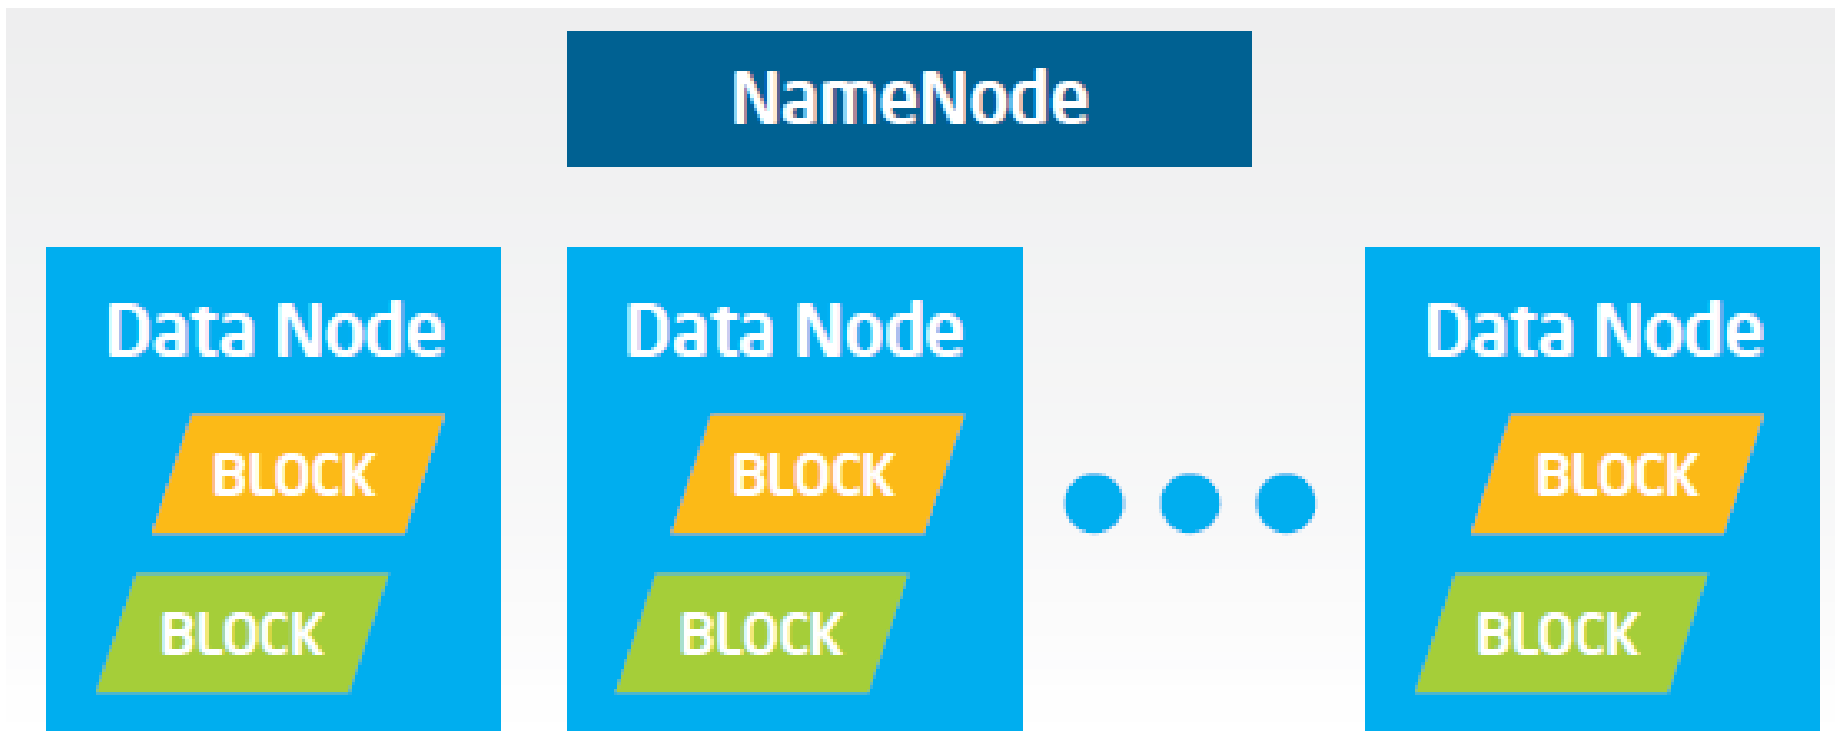 NameNode
Data Node
BLOCK
BLOCK
Data Node
BLOCK
BLOCK
Data Node
BLOCK
BLOCK